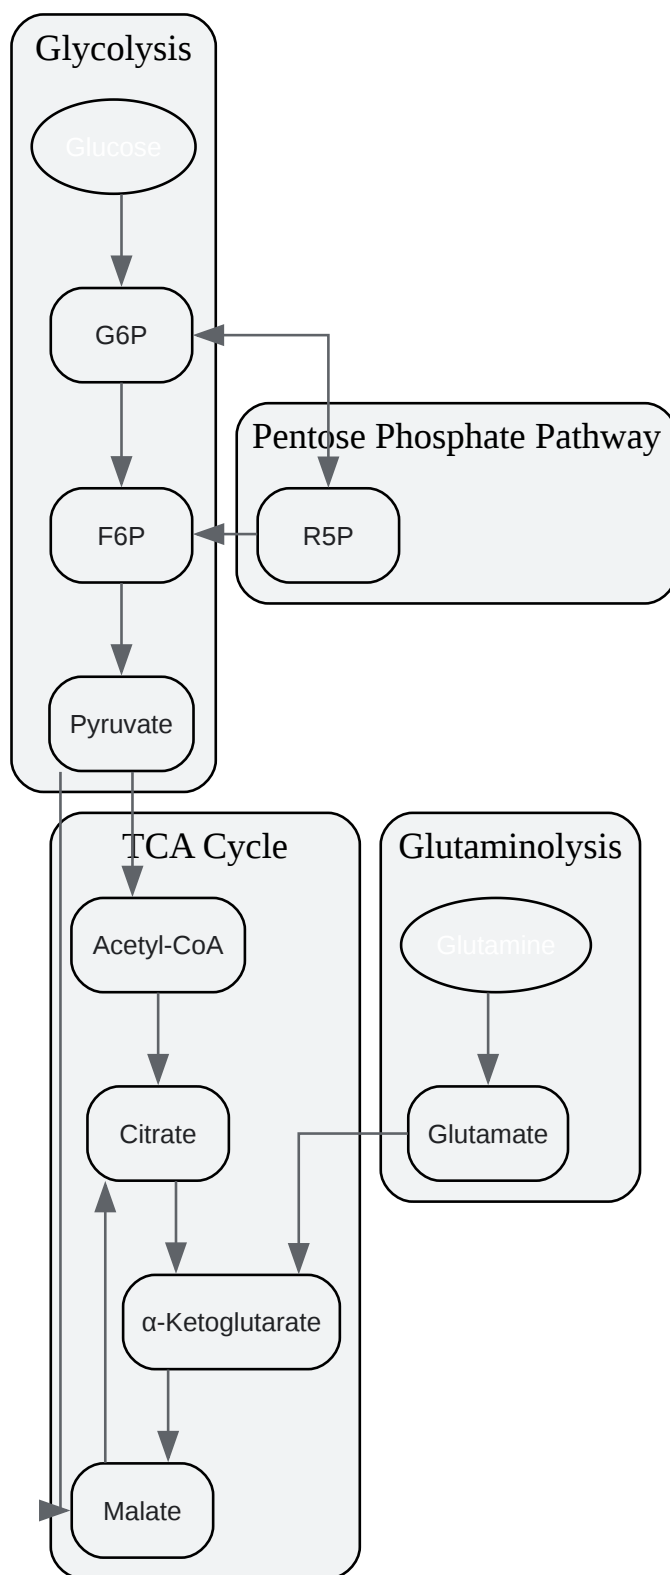 Glycolysis
Glucose
G6P
Pentose Phosphate Pathway
F6P
R5P
Pyruvate
TCA Cycle
Glutaminolysis
Acetyl-CoA
Glutamine
Citrate
Glutamate
α-Ketoglutarate
Malate